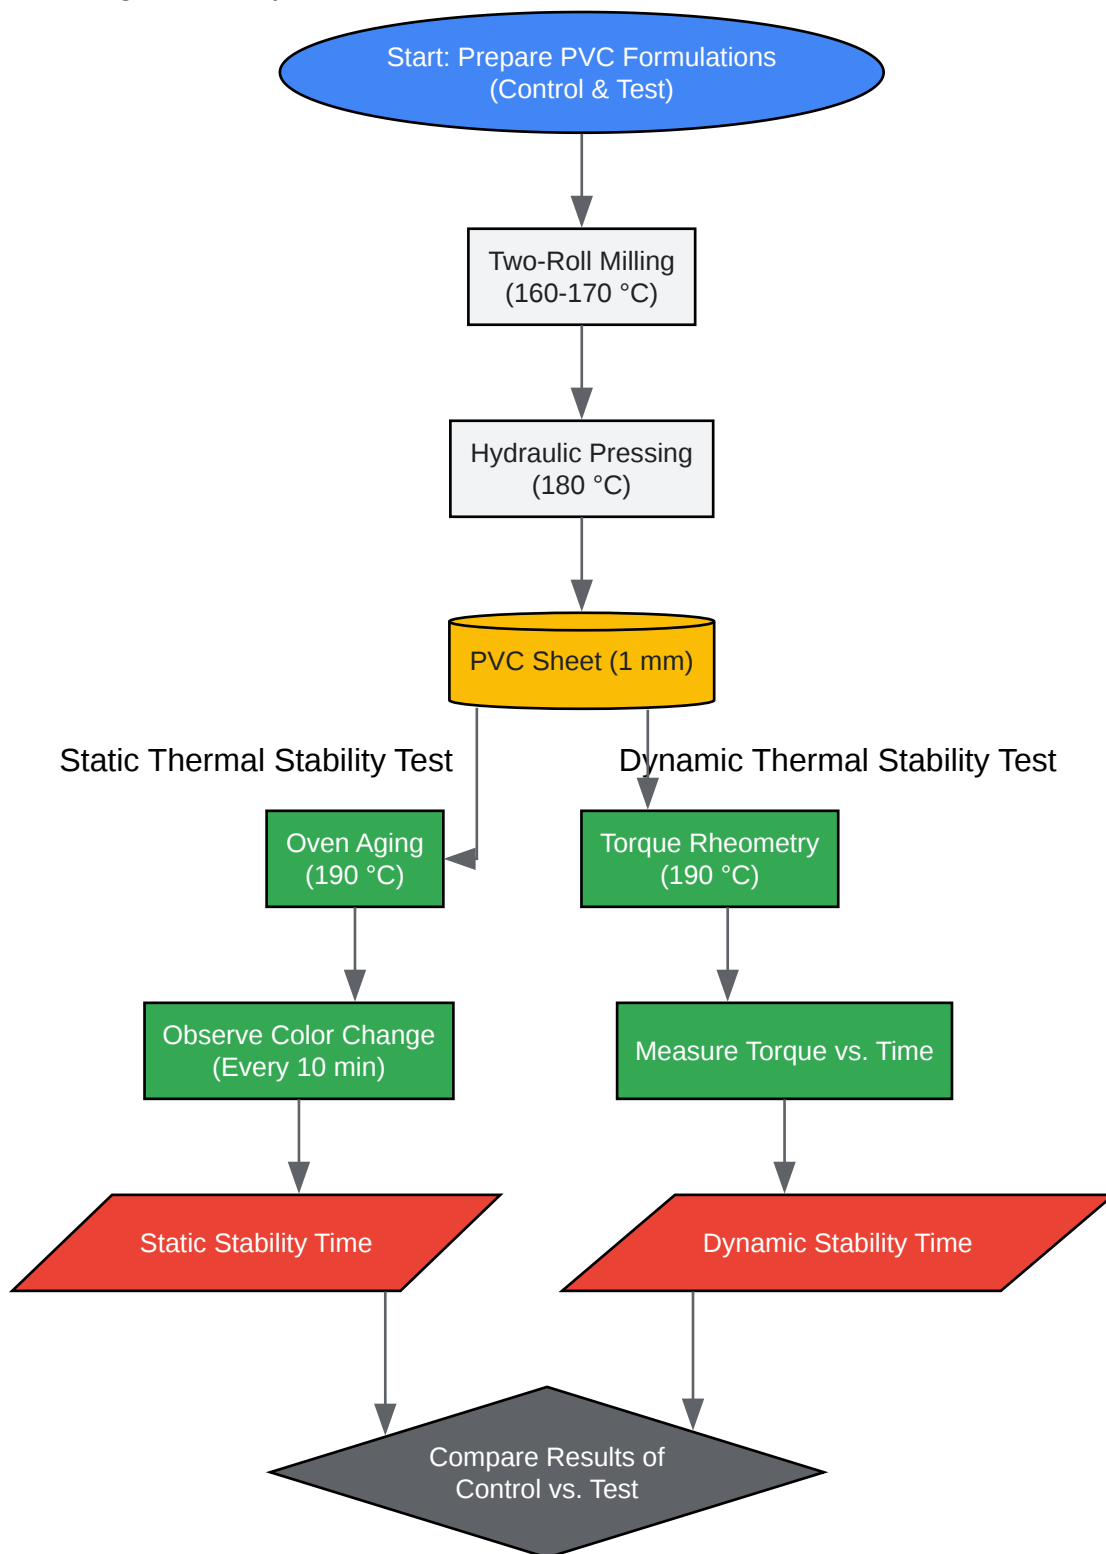 Start: Prepare PVC Formulations
(Control & Test)
Two-Roll Milling
(160-170 °C)
Hydraulic Pressing
(180 °C)
PVC Sheet (1 mm)
Static Thermal Stability Test
Dynamic Thermal Stability Test
Oven Aging
(190 °C)
Torque Rheometry
(190 °C)
Observe Color Change
(Every 10 min)
Measure Torque vs. Time
Static Stability Time
Dynamic Stability Time
Compare Results of
Control vs. Test